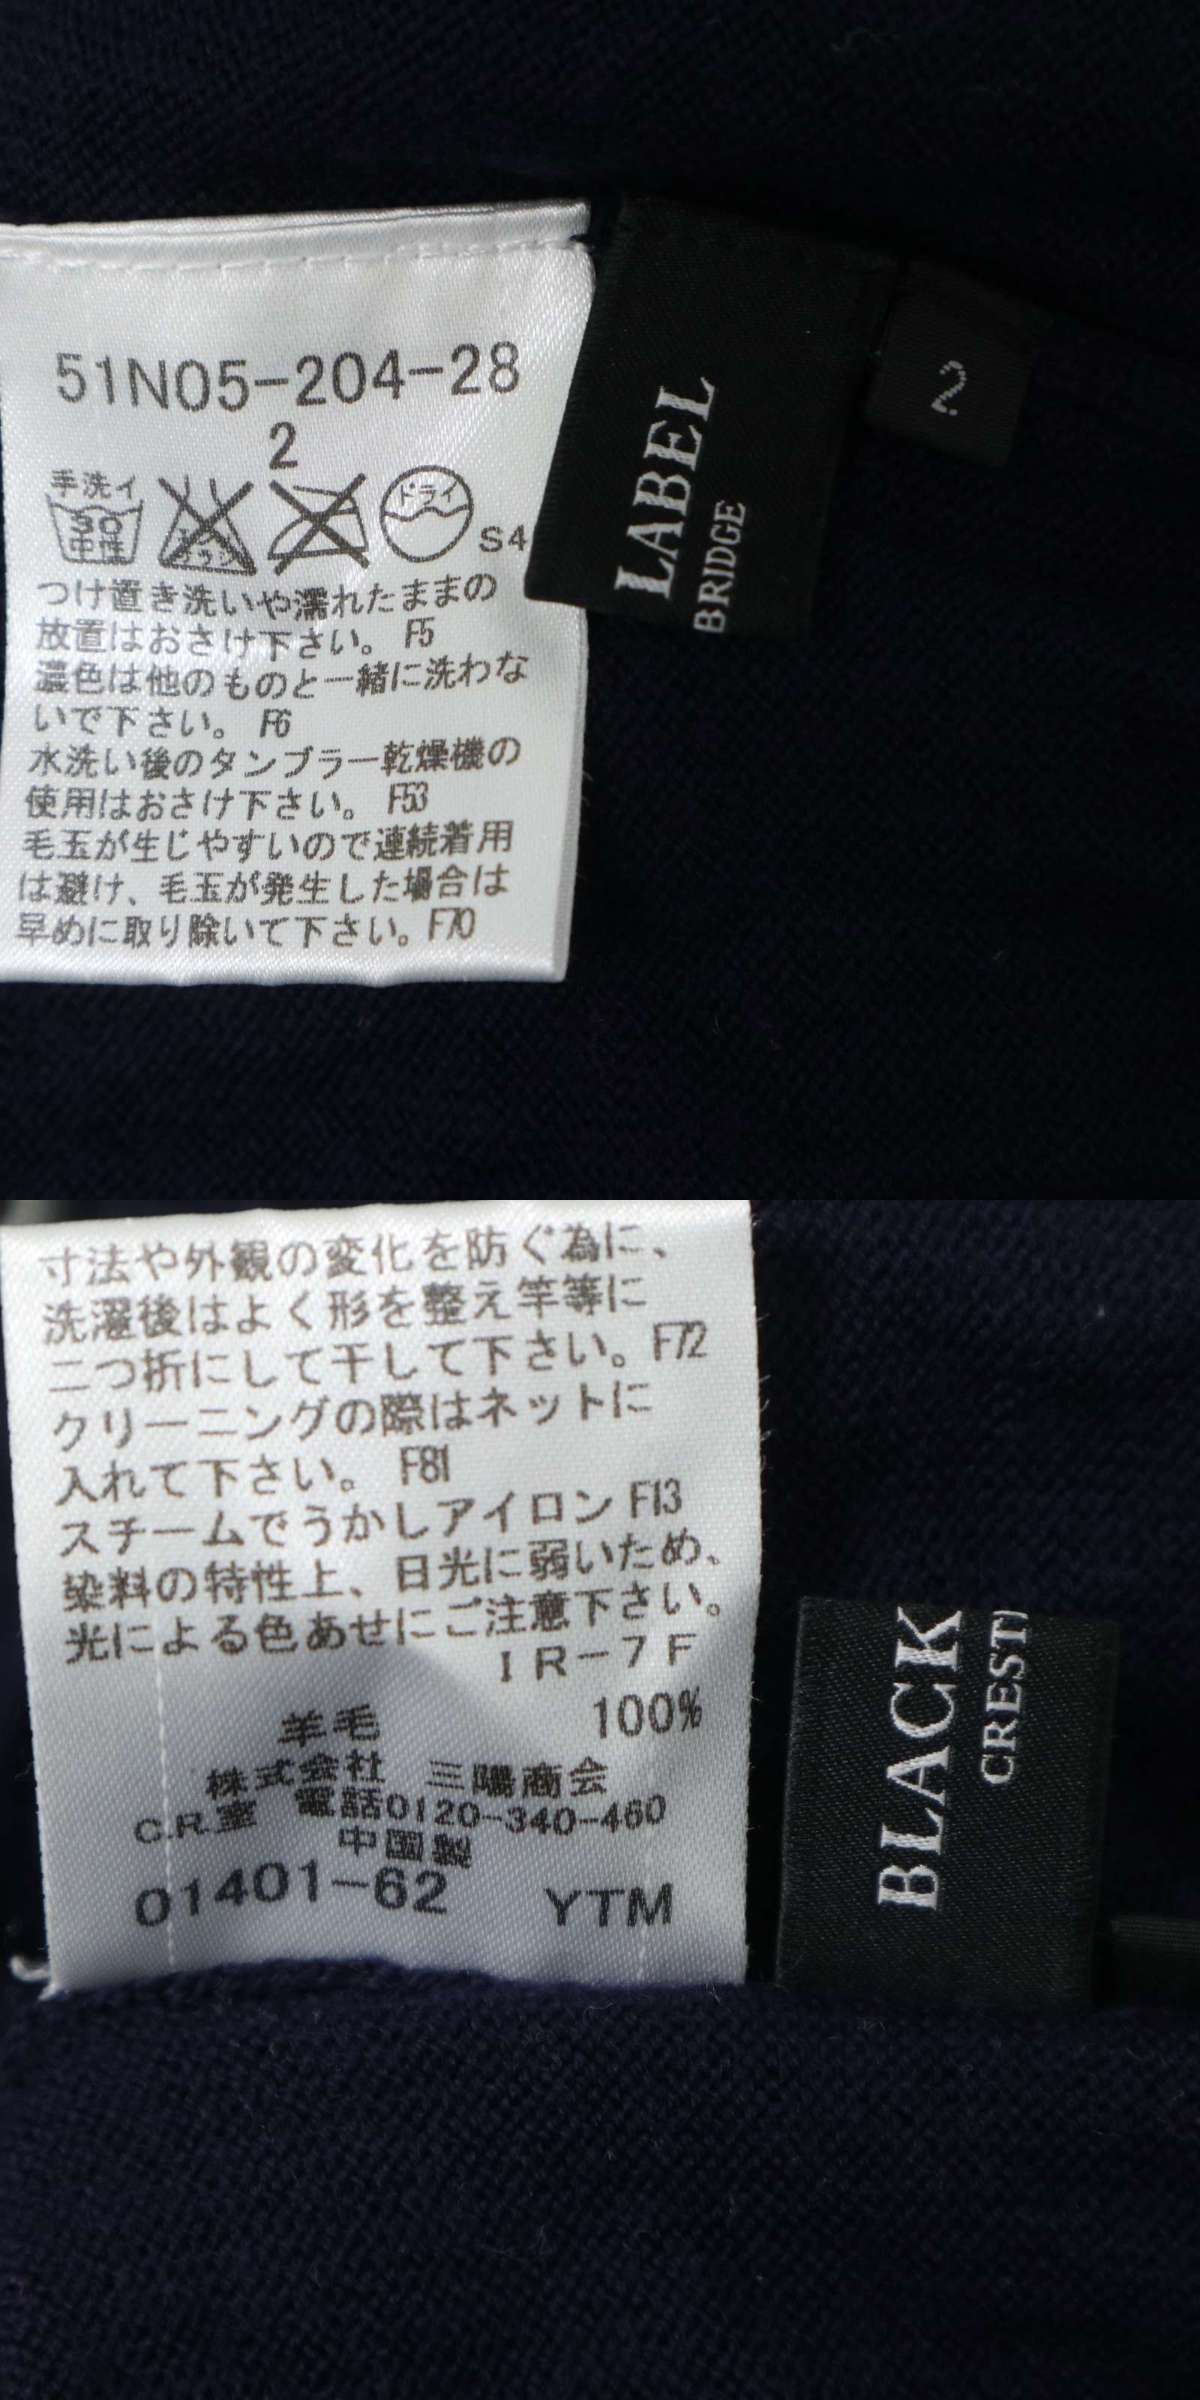 51N05-204-28
2
手洗イ
30
中性
エンソ
サラシ
ドライ
S4
つけ置き洗いや濡れたままの
放置はおさけ下さい。 F5
濃色は他のものと一緒に洗わな
いで下さい。 F6
水洗い後のタンブラー乾燥機の
使用はおさけ下さい。 F53
毛玉が生じやすいので連続着用
は避け、毛玉が発生した場合は
早めに取り除いて下さい。F70
LABEL
BRIDGE
2
寸法や外観の変化を防ぐ為に、
洗濯後はよく形を整え竿等に
二つ折にして干して下さい。F72
クリーニングの際はネットに
入れて下さい。 F81
スチームでうかしアイロン F13
染料の特性上、日光に弱いため、
光による色あせにご注意下さい。
IR-7F
羊毛 100%
株式会社 三陽商会
C.R.室 電話0120-340-460
中国製
01401-62 YTM
BLACK
CREST